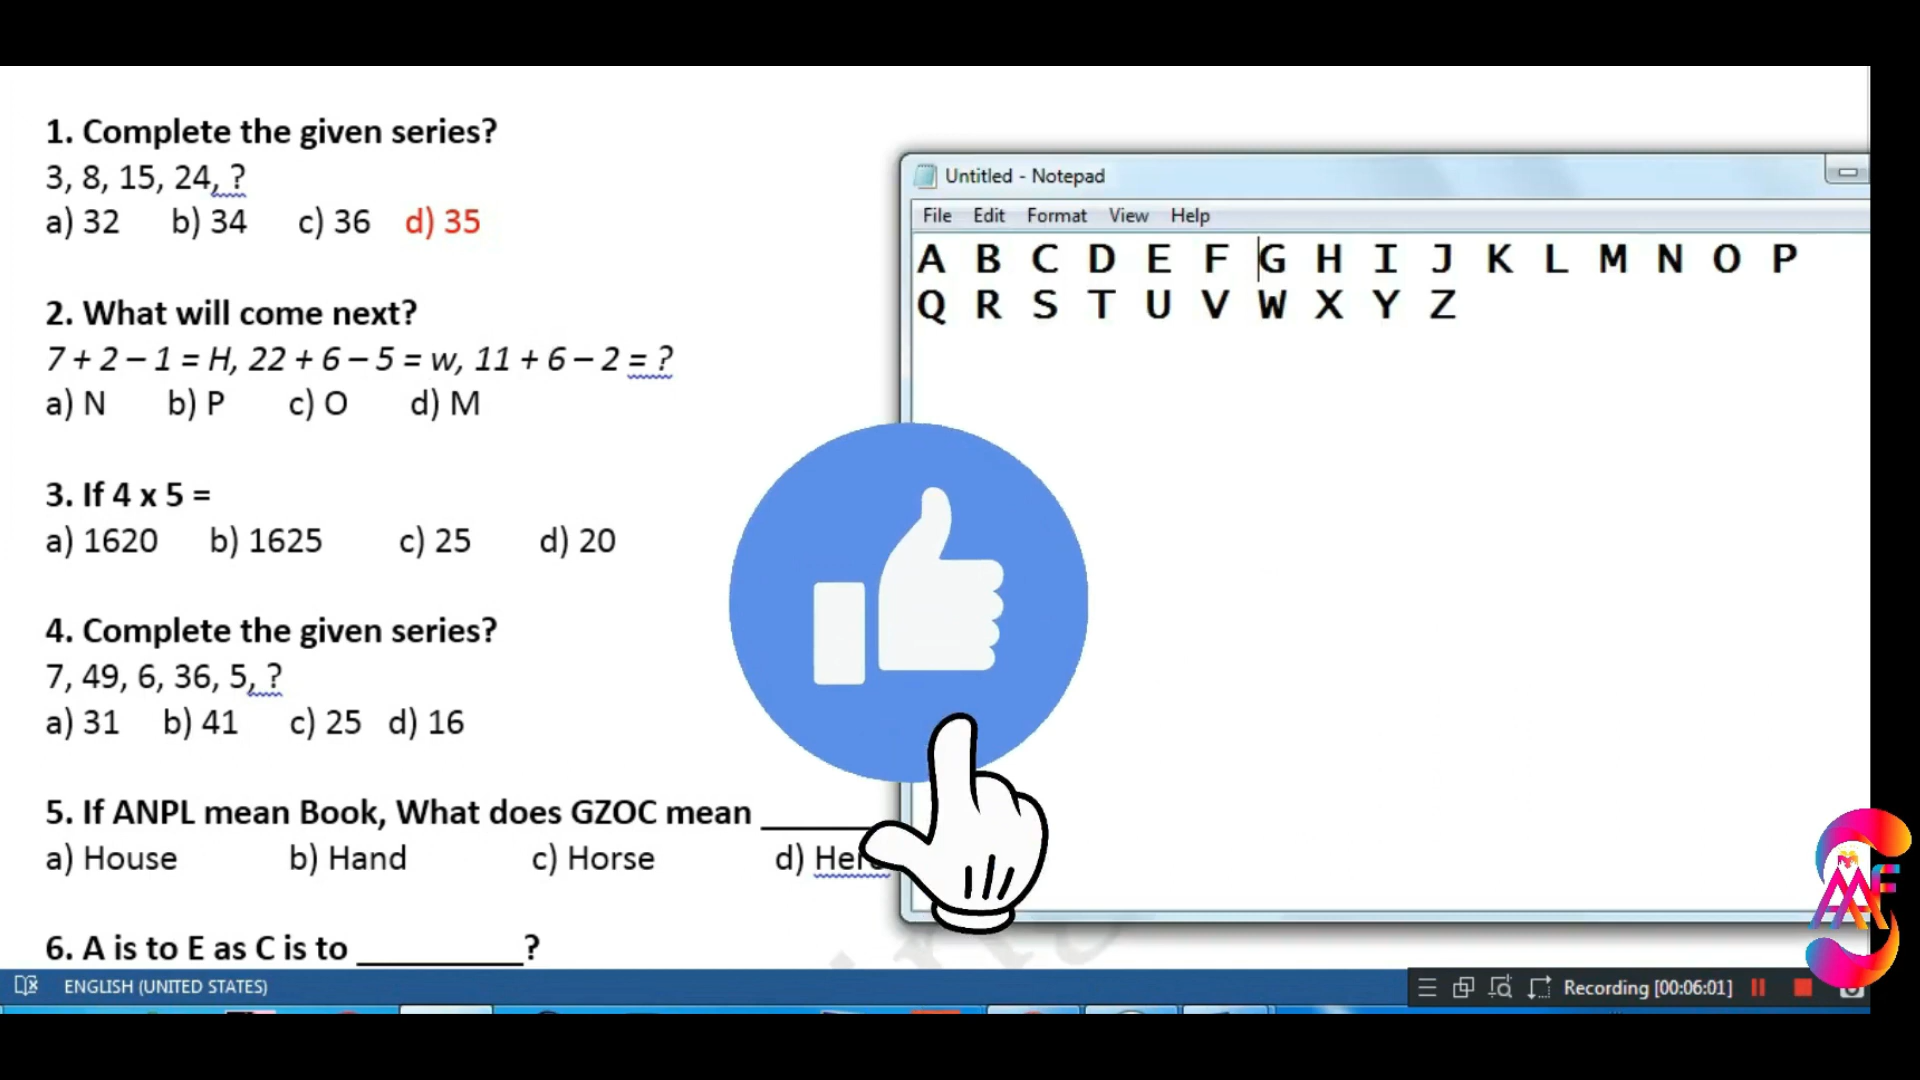 1. Complete the given series?
3, 8, 15, 24, ?
a) 32 b) 34 c) 36 d) 35
2. What will come next?
7 + 2 – 1 = H, 22 + 6 – 5 = w, 11 + 6 – 2 = ?
a) N b) P c) O d) M
3. If 4 x 5 =
a) 1620 b) 1625 c) 25 d) 20
4. Complete the given series?
7, 49, 6, 36, 5, ?
a) 31 b) 41 c) 25 d) 16
5. If ANPL mean Book, What does GZOC mean ______
a) House b) Hand c) Horse d)
6. A is to E as C is to _________?
Untitled - Notepad
File Edit Format View Help
A B C D E F G H I J K L M N O P
Q R S T U V W X Y Z
ENGLISH (UNITED STATES)
Recording [00:06:01]